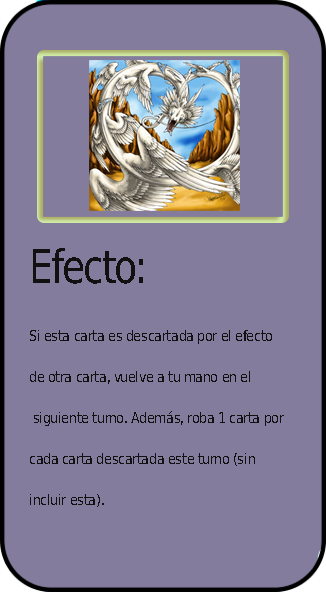 Efecto:
Si esta carta es descartada por el efecto
de otra carta, vuelve a tu mano en el
siguiente turno. Además, roba 1 carta por
cada carta descartada este turno (sin
incluir esta).